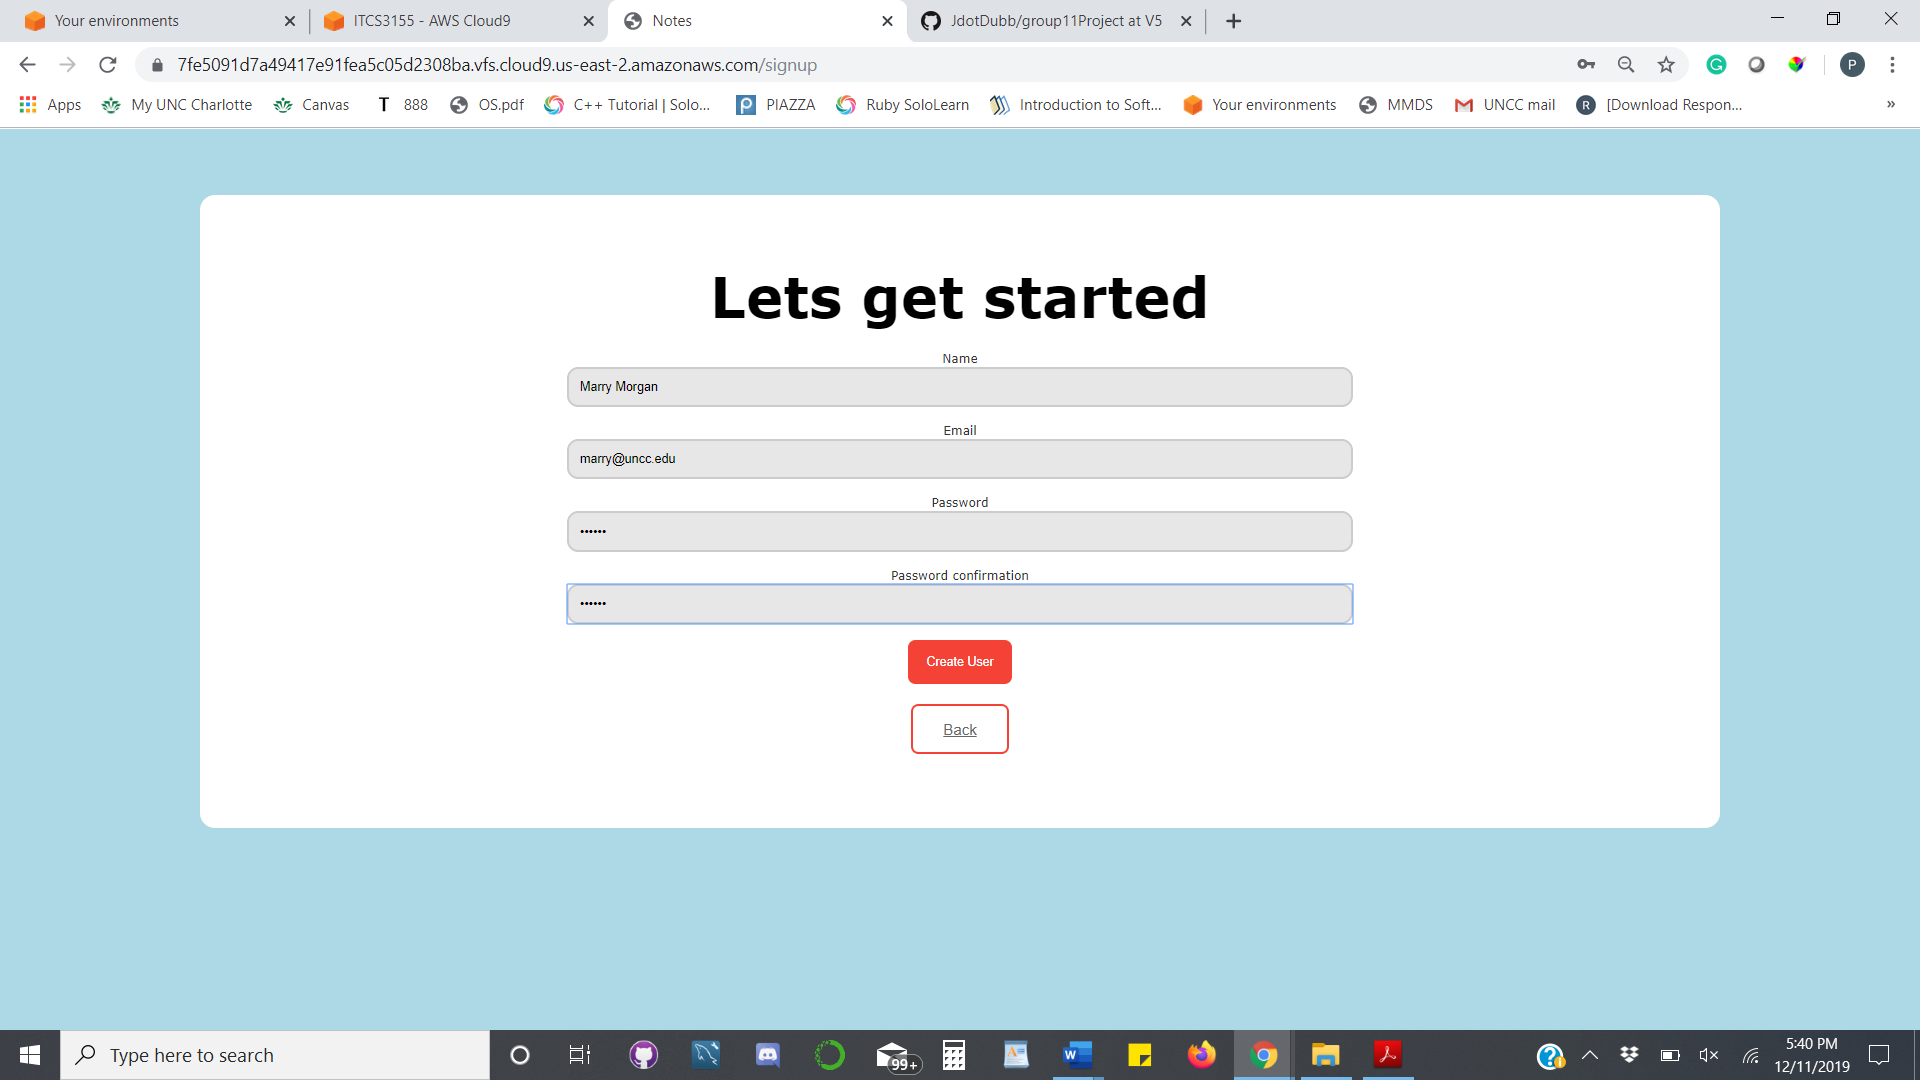 Your environments
ITCS3155 - AWS Cloud9
Notes
JdotDubb/group11Project at V5
7fe5091d7a49417e91fea5c05d2308ba.vfs.cloud9.us-east-2.amazonaws.com/signup
G
P
Apps
My UNC Charlotte
Canvas
T 888
OS.pdf
C++ Tutorial | Solo...
PIAZZA
Ruby SoloLearn
Introduction to Soft...
Your environments
MMDS
UNCC mail
R [Download Respon...
»
Lets get started
Name
Marry Morgan
Email
marry@uncc.edu
Password
••••••
Password confirmation
••••••
Create User
Back
Type here to search
99+
W
5:40 PM
12/11/2019